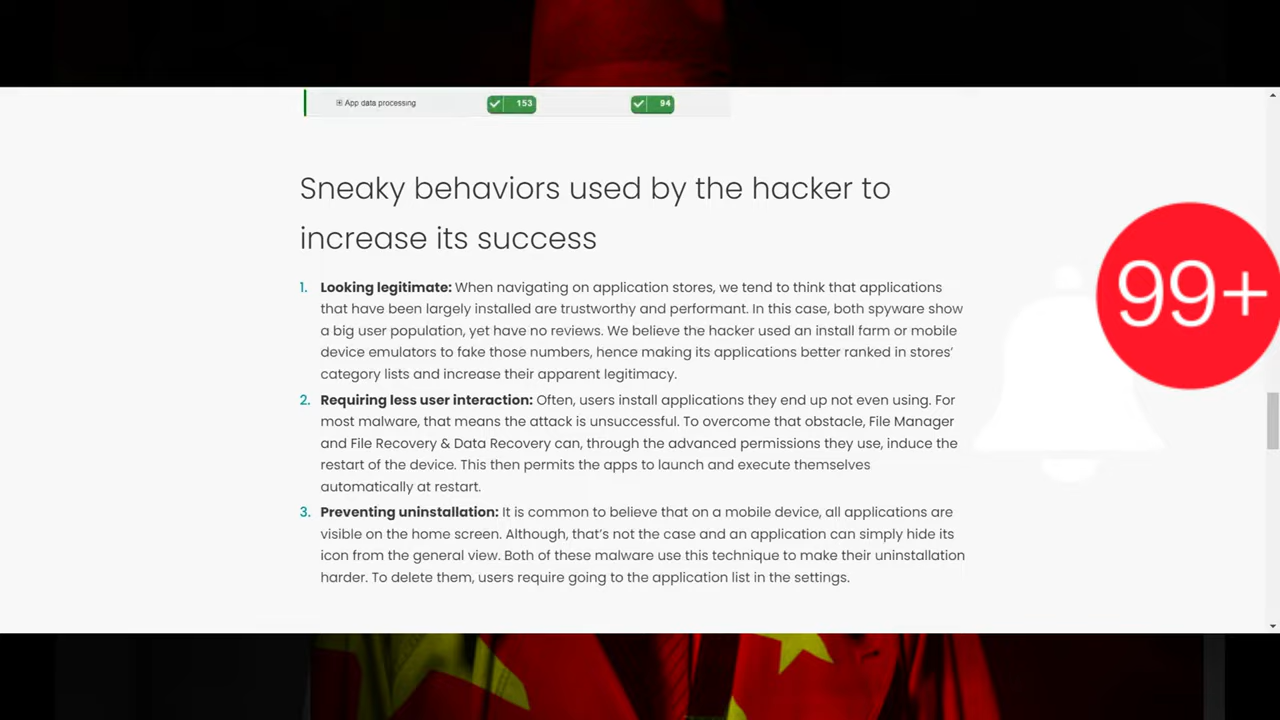 App data processing 153 94
Sneaky behaviors used by the hacker to
increase its success
1. Looking legitimate: When navigating on application stores, we tend to think that applications
that have been largely installed are trustworthy and performant. In this case, both spyware show
a big user population, yet have no reviews. We believe the hacker used an install farm or mobile
device emulators to fake those numbers, hence making its applications better ranked in stores’
category lists and increase their apparent legitimacy.
2. Requiring less user interaction: Often, users install applications they end up not even using. For
most malware, that means the attack is unsuccessful. To overcome that obstacle, File Manager
and File Recovery & Data Recovery can, through the advanced permissions they use, induce the
restart of the device. This then permits the apps to launch and execute themselves
automatically at restart.
3. Preventing uninstallation: It is common to believe that on a mobile device, all applications are
visible on the home screen. Although, that’s not the case and an application can simply hide its
icon from the general view. Both of these malware use this technique to make their uninstallation
harder. To delete them, users require going to the application list in the settings.
99+